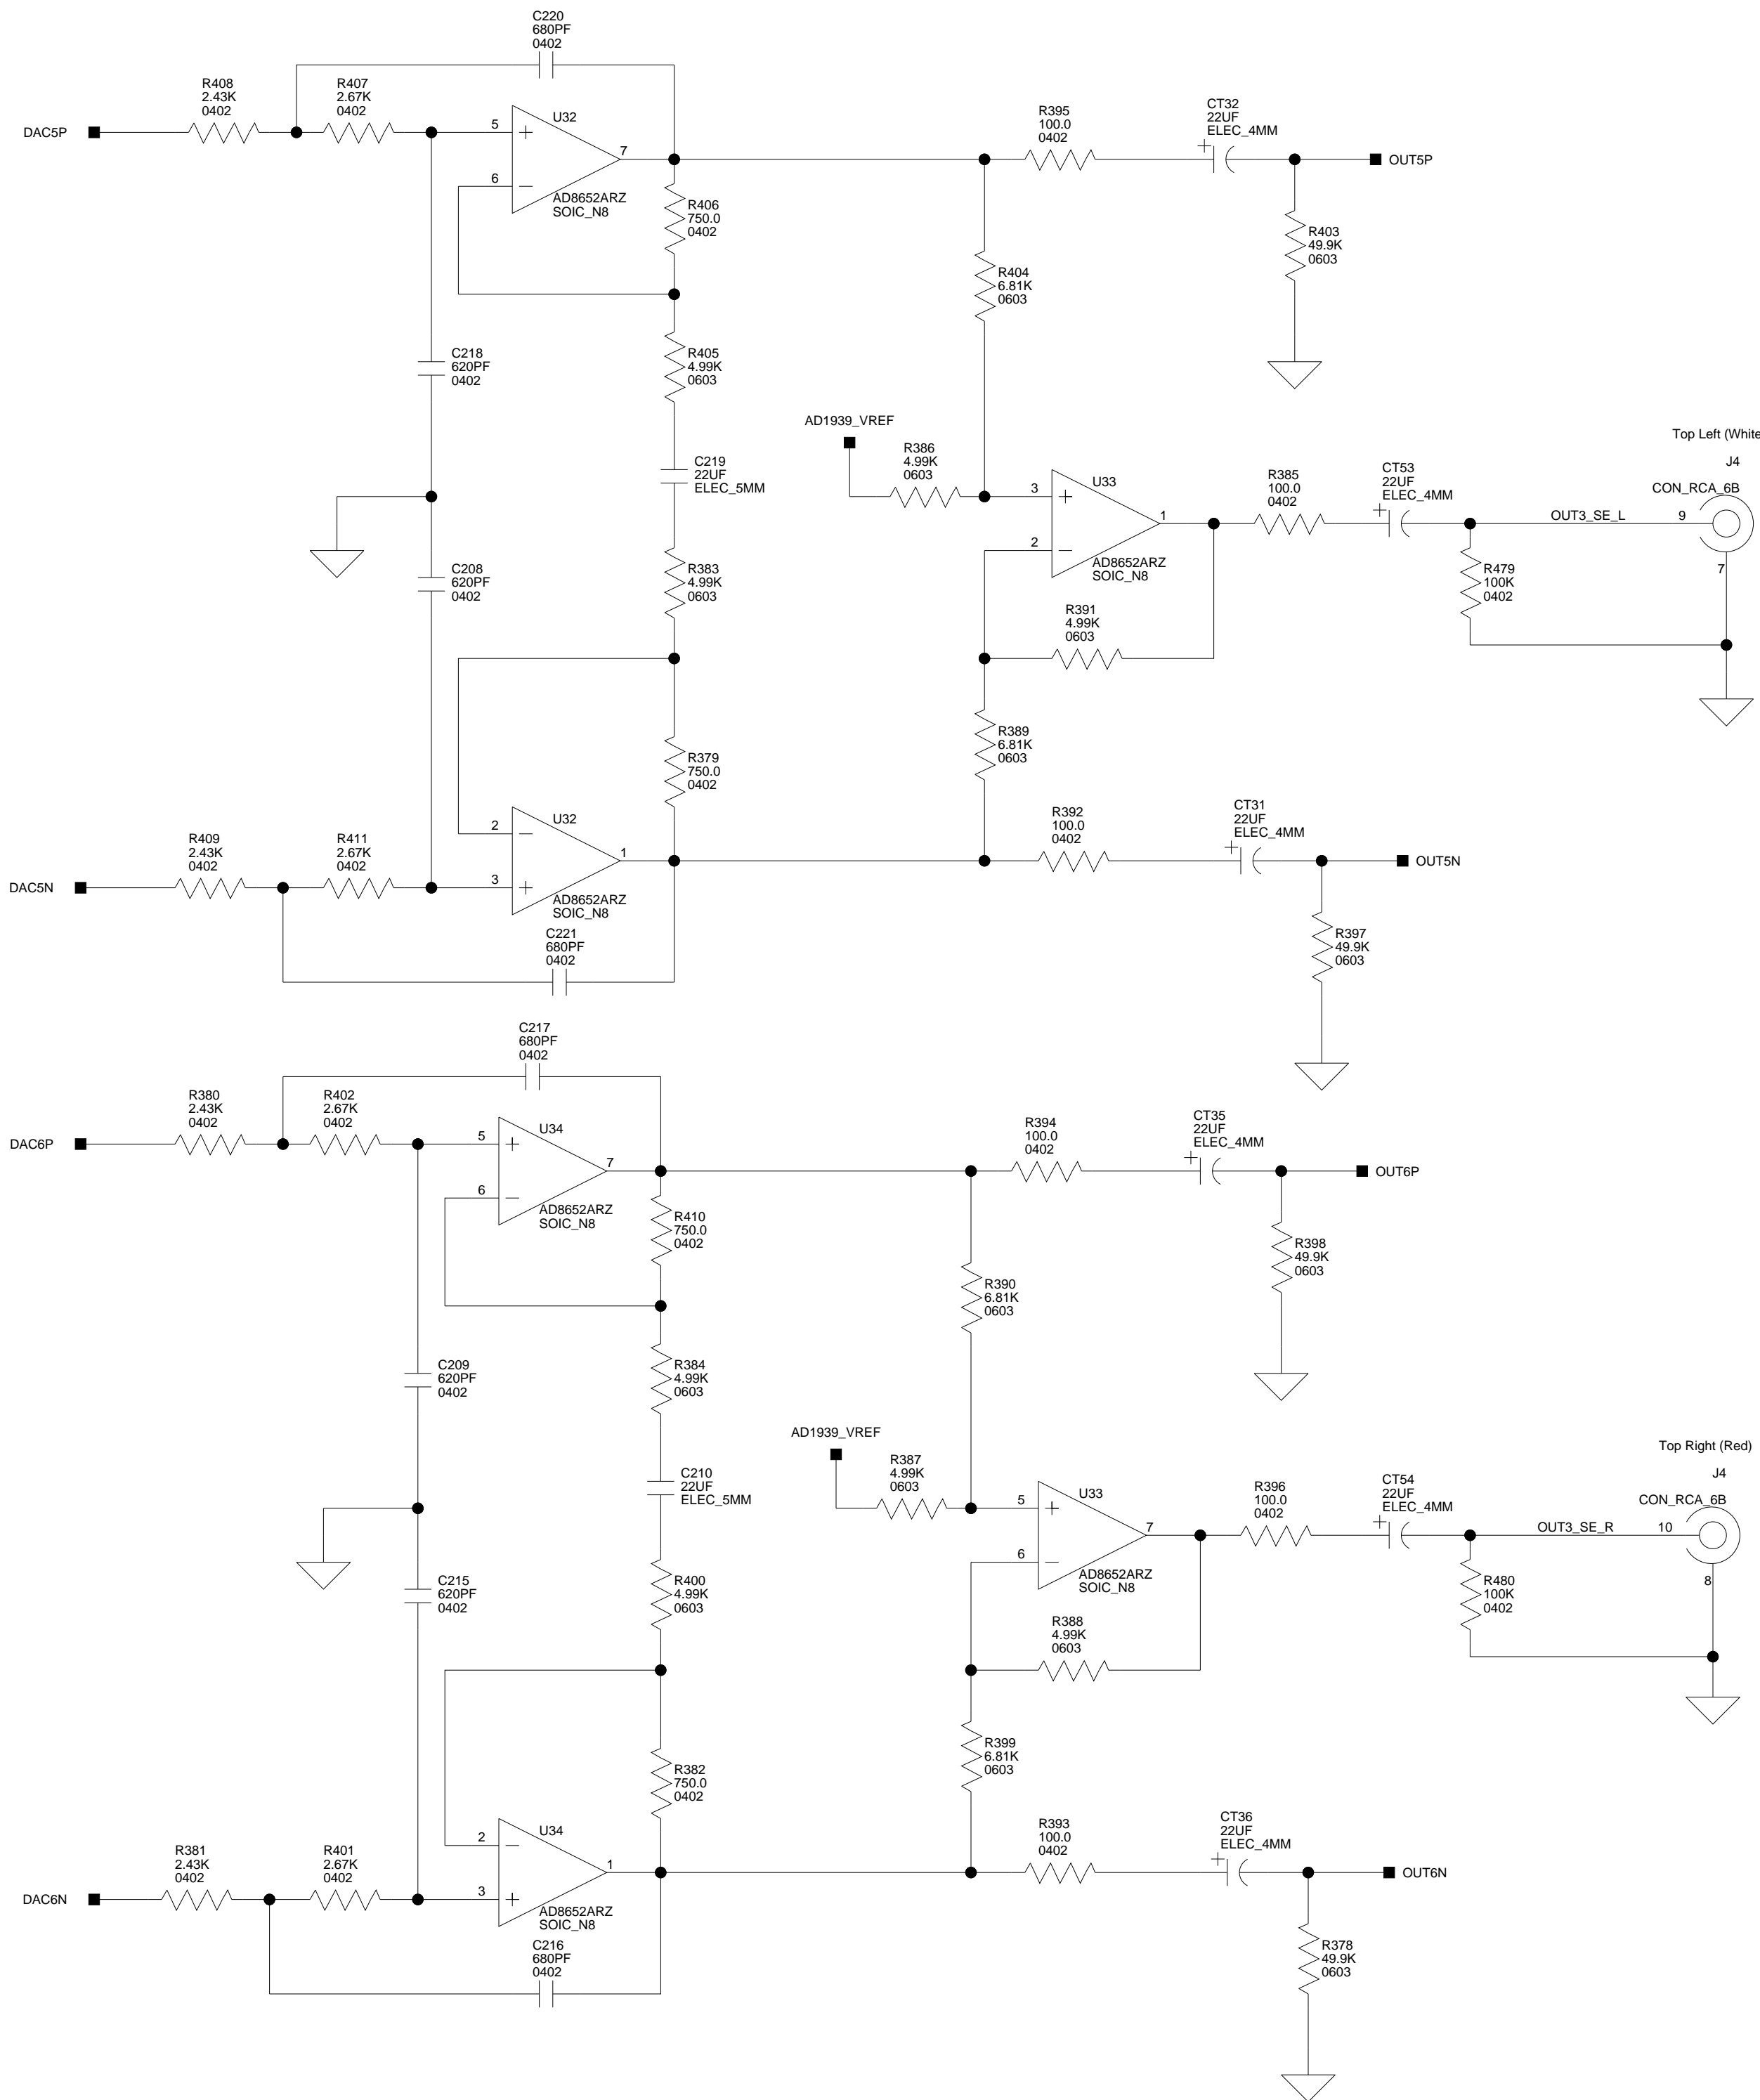 C220
680PF
0402
R408
2.43K
0402
R407
2.67K
0402
DAC5P
5
6
7
U32
AD8652ARZ
SOIC_N8
R406
750.0
0402
R395
100.0
0402
CT32
22UF
ELEC_4MM
+
OUT5P
R403
49.9K
0603
R404
6.81K
0603
C218
620PF
0402
R405
4.99K
0603
AD1939_VREF
R386
4.99K
0603
C219
22UF
ELEC_5MM
3
2
1
U33
AD8652ARZ
SOIC_N8
R385
100.0
0402
CT53
22UF
ELEC_4MM
+
Top Left (White
J4
CON_RCA_6B
OUT3_SE_L
9
7
R479
100K
0402
C208
620PF
0402
R383
4.99K
0603
R391
4.99K
0603
R389
6.81K
0603
R379
750.0
0402
R409
2.43K
0402
R411
2.67K
0402
DAC5N
2
3
1
U32
AD8652ARZ
SOIC_N8
R392
100.0
0402
CT31
22UF
ELEC_4MM
+
OUT5N
C221
680PF
0402
R397
49.9K
0603
C217
680PF
0402
R380
2.43K
0402
R402
2.67K
0402
DAC6P
5
6
7
U34
AD8652ARZ
SOIC_N8
R410
750.0
0402
R394
100.0
0402
CT35
22UF
ELEC_4MM
+
OUT6P
R398
49.9K
0603
R390
6.81K
0603
C209
620PF
0402
R384
4.99K
0603
AD1939_VREF
R387
4.99K
0603
C210
22UF
ELEC_5MM
5
6
7
U33
AD8652ARZ
SOIC_N8
R396
100.0
0402
CT54
22UF
ELEC_4MM
+
Top Right (Red)
J4
CON_RCA_6B
OUT3_SE_R
10
8
R480
100K
0402
C215
620PF
0402
R400
4.99K
0603
R388
4.99K
0603
R399
6.81K
0603
R382
750.0
0402
R381
2.43K
0402
R401
2.67K
0402
DAC6N
2
3
1
U34
AD8652ARZ
SOIC_N8
R393
100.0
0402
CT36
22UF
ELEC_4MM
+
OUT6N
C216
680PF
0402
R378
49.9K
0603